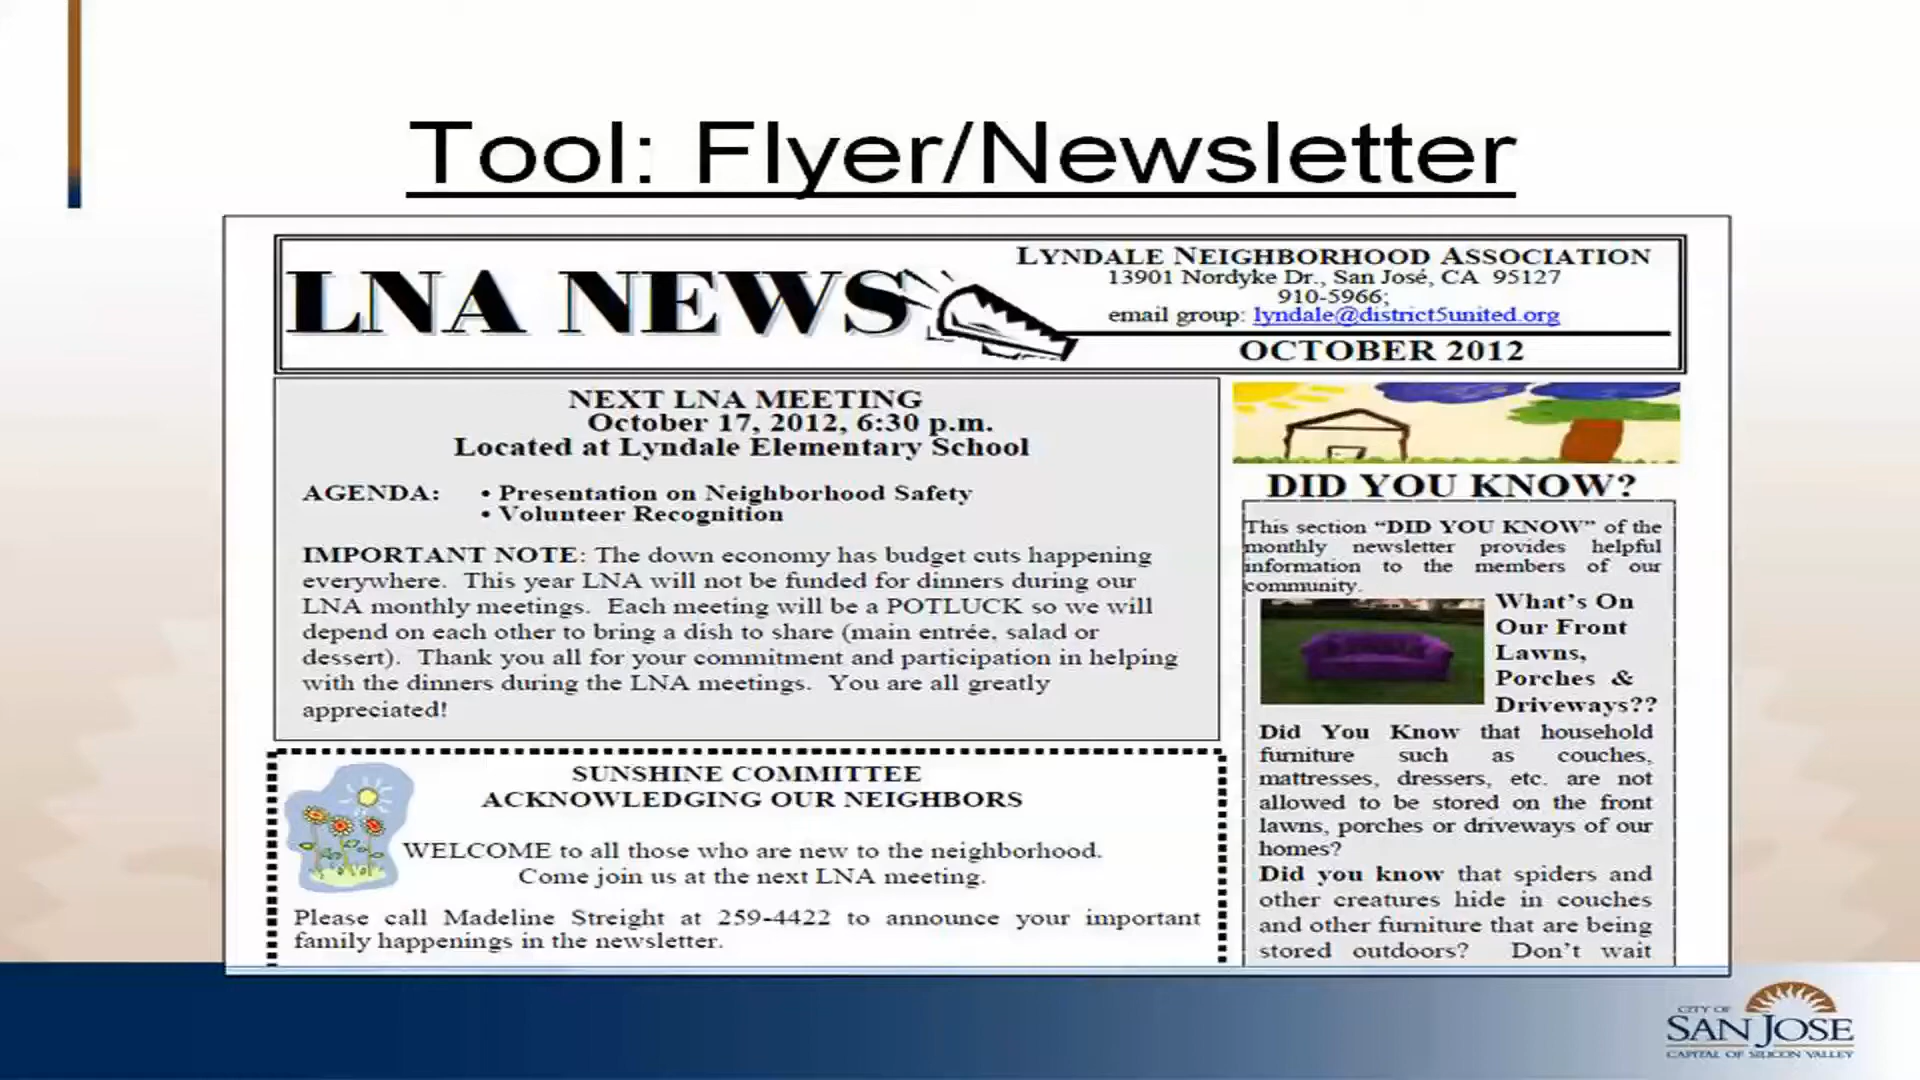 Tool: Flyer/Newsletter
LNA NEWS
LYNDALE NEIGHBORHOOD ASSOCIATION
13901 Nordyke Dr., San José, CA 95127
910-5966;
email group: lyndale@district5united.org
OCTOBER 2012
NEXT LNA MEETING
October 17, 2012, 6:30 p.m.
Located at Lyndale Elementary School
AGENDA: • Presentation on Neighborhood Safety
• Volunteer Recognition
IMPORTANT NOTE: The down economy has budget cuts happening
everywhere. This year LNA will not be funded for dinners during our
LNA monthly meetings. Each meeting will be a POTLUCK so we will
depend on each other to bring a dish to share (main entrée, salad or
dessert). Thank you all for your commitment and participation in helping
with the dinners during the LNA meetings. You are all greatly
appreciated!
SUNSHINE COMMITTEE
ACKNOWLEDGING OUR NEIGHBORS
WELCOME to all those who are new to the neighborhood.
Come join us at the next LNA meeting.
Please call Madeline Streight at 259-4422 to announce your important
family happenings in the newsletter.
DID YOU KNOW?
This section “DID YOU KNOW” of the
monthly newsletter provides helpful
information to the members of our
community.
What’s On
Our Front
Lawns,
Porches &
Driveways??
Did You Know that household
furniture such as couches,
mattresses, dressers, etc. are not
allowed to be stored on the front
lawns, porches or driveways of our
homes?
Did you know that spiders and
other creatures hide in couches
and other furniture that are being
stored outdoors? Don’t wait
CITY OF
SAN JOSE
CAPITAL OF SILICON VALLEY